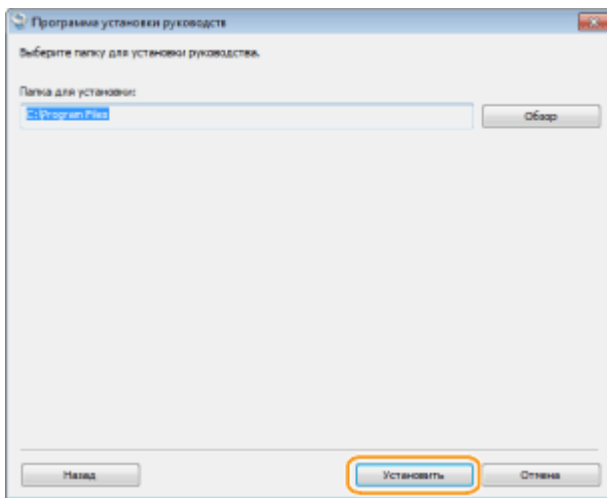 Программа установки руководств
Выберите папку для установки руководства.
Папка для установки:
C:\Program Files
Обзор
Назад
Установить
Отмена